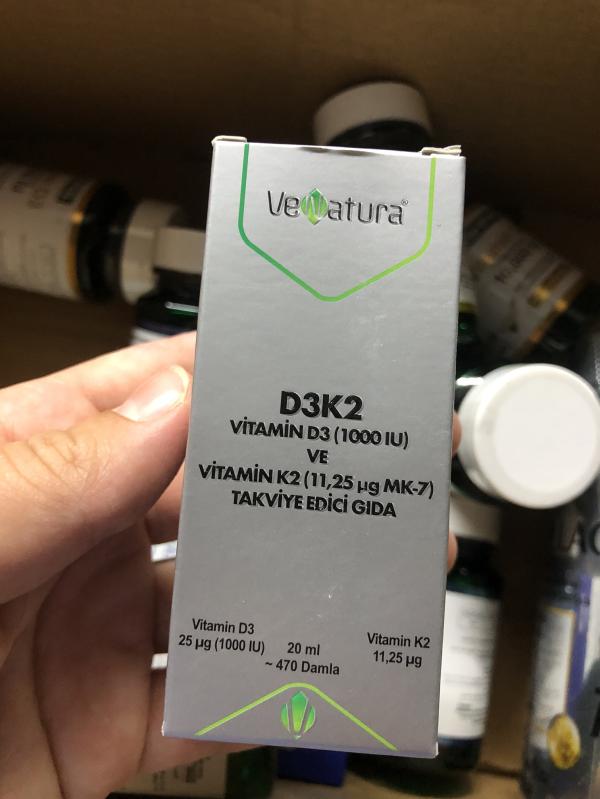 VeNatura®
D3K2
VİTAMİN D3 (1000 IU)
VE
VİTAMİN K2 (11,25 µg MK-7)
TAKVİYE EDİCİ GIDA
Vitamin D3
25 µg (1000 IU)
20 ml
~ 470 Damla
Vitamin K2
11,25 µg